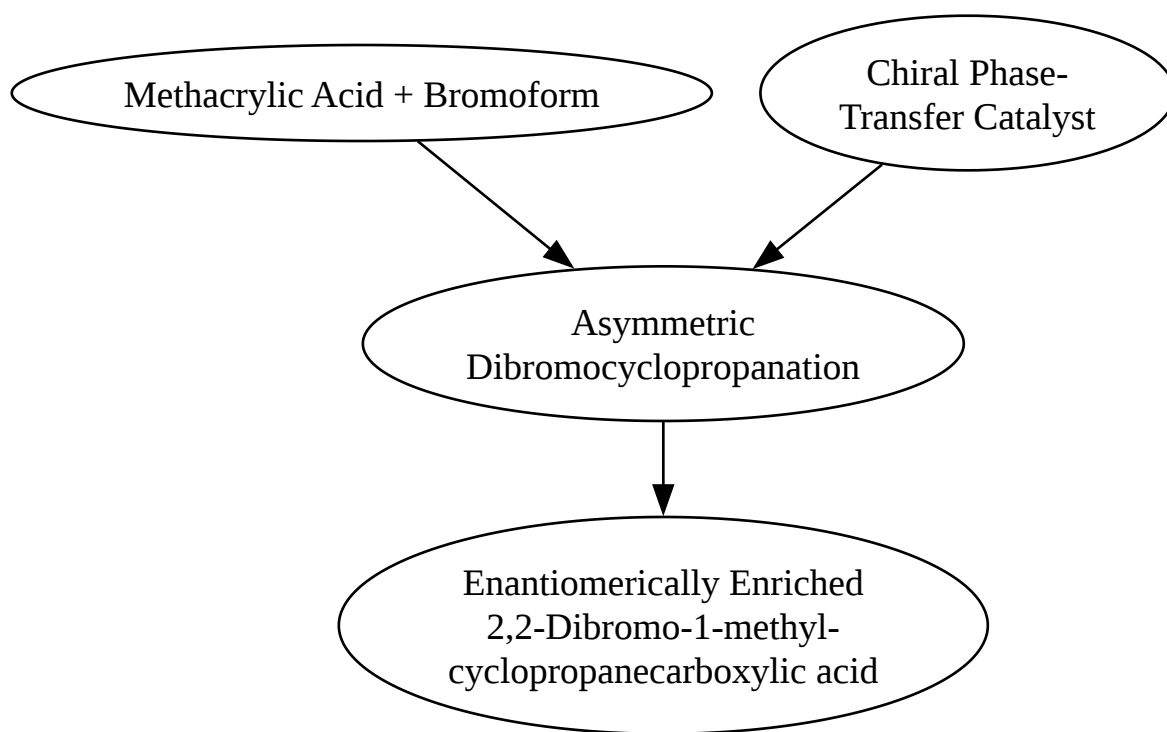 Methacrylic Acid + Bromoform
Chiral Phase-
Transfer Catalyst
Asymmetric
Dibromocyclopropanation
Enantiomerically Enriched
2,2-Dibromo-1-methyl-
cyclopropanecarboxylic acid